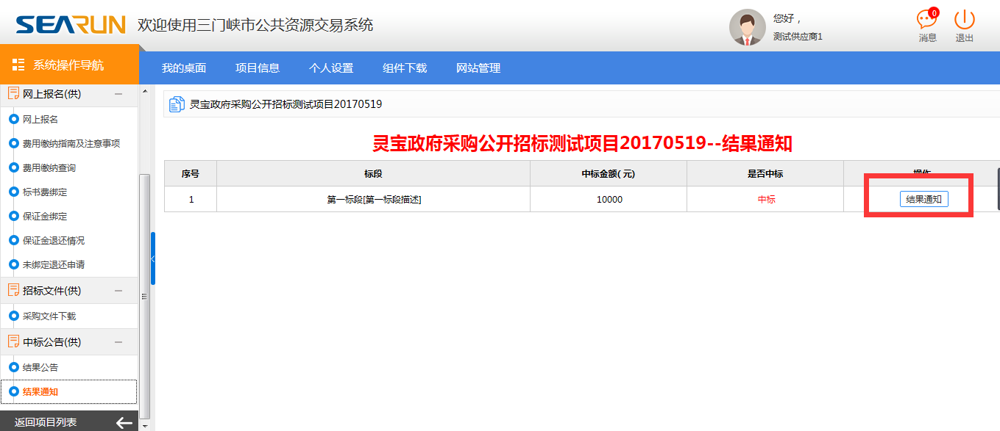 SEARUN 欢迎使用三门峡市公共资源交易系统
您好，
测试供应商1
0
消息 退出
系统操作导航
我的桌面 项目信息 个人设置 组件下载 网站管理
网上报名(供)
网上报名
费用缴纳指南及注意事项
费用缴纳查询
标书费绑定
保证金绑定
保证金退还情况
未绑定退还申请
招标文件(供)
采购文件下载
中标公告(供)
结果公告
结果通知
返回项目列表
灵宝政府采购公开招标测试项目20170519
灵宝政府采购公开招标测试项目20170519--结果通知
序号 标段 中标金额( 元) 是否中标 操作
1 第一标段[第一标段描述] 10000 中标 结果通知